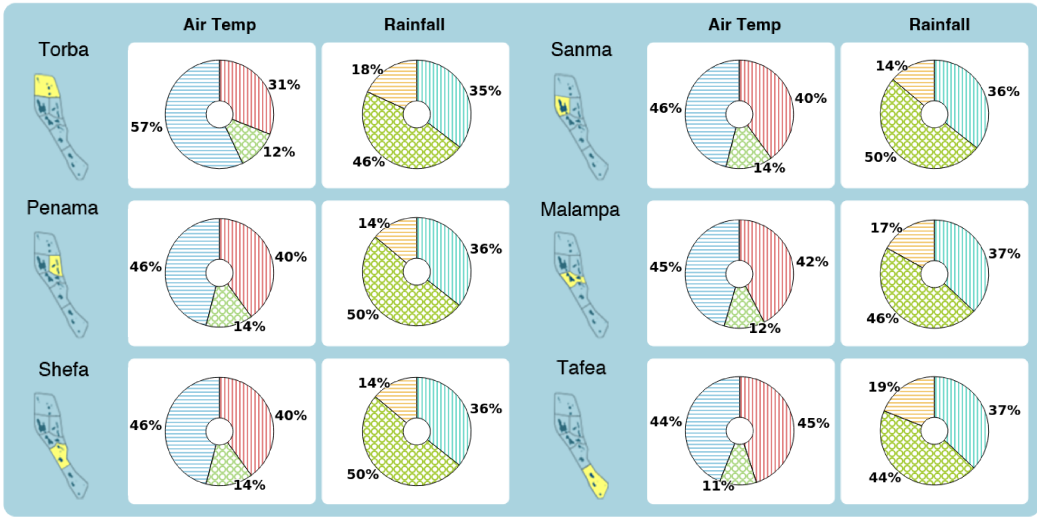 Air Temp Rainfall Air Temp Rainfall
Torba Sanma
31% 12% 57% 35% 46% 18% 40% 14% 46% 36% 50% 14%
Penama Malampa
40% 14% 46% 36% 50% 14% 42% 12% 45% 37% 46% 17%
Shefa Tafea
40% 14% 46% 36% 50% 14% 45% 11% 44% 37% 44% 19%